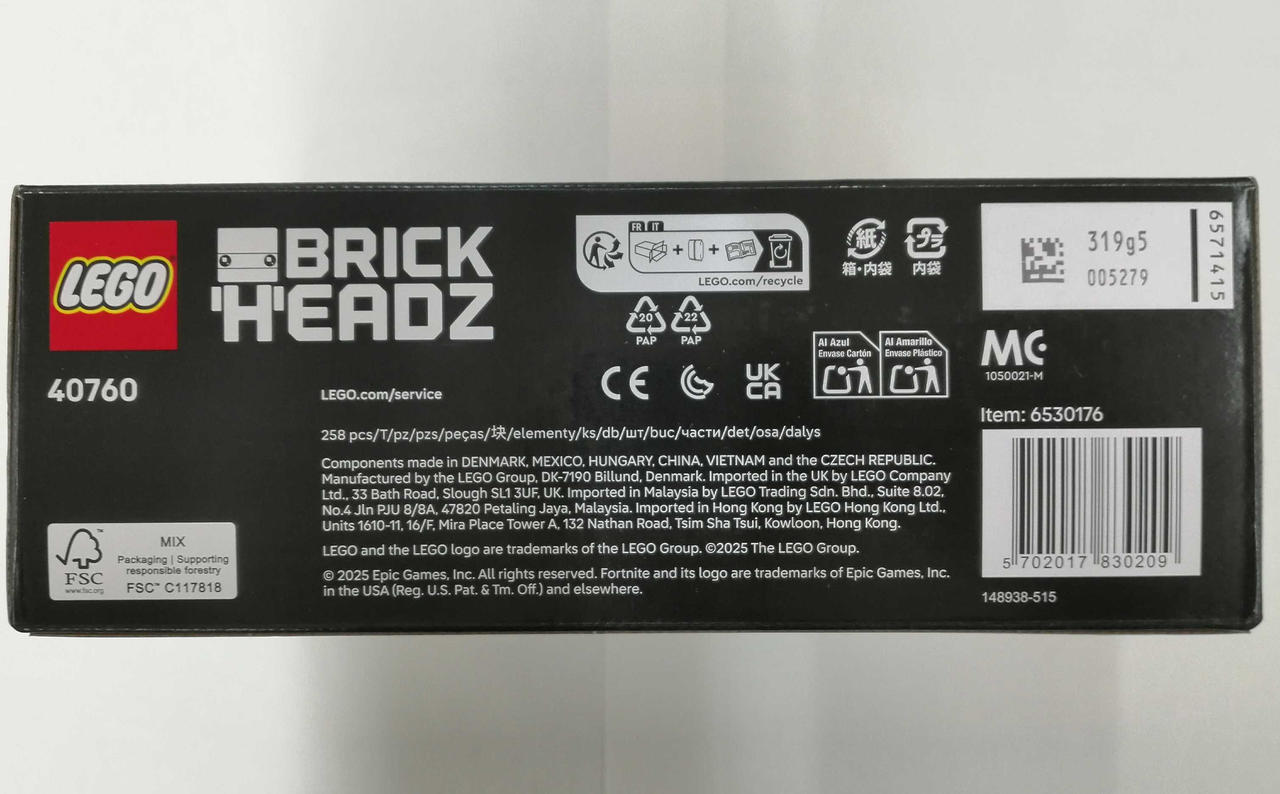 LEGO
BRICK
HEADZ
40760
LEGO.com/service
FR IT
LEGO.com/recycle
20
PAP
22
PAP
紙
箱・内袋
プラ
内袋
CE
UK
CA
Al Azul
Envase Cartón
Al Amarillo
Envase Plástico
319g5
005279
6571415
MC
1050021-M
Item: 6530176
258 pcs/T/pz/pzs/peças/块/elementy/ks/db/шт/buc/части/det/osa/dalys
Components made in DENMARK, MEXICO, HUNGARY, CHINA, VIETNAM and the CZECH REPUBLIC.
Manufactured by the LEGO Group, DK-7190 Billund, Denmark. Imported in the UK by LEGO Company
Ltd., 33 Bath Road, Slough SL1 3UF, UK. Imported in Malaysia by LEGO Trading Sdn. Bhd., Suite 8.02,
No.4 Jln PJU 8/8A, 47820 Petaling Jaya, Malaysia. Imported in Hong Kong by LEGO Hong Kong Ltd.,
Units 1610-11, 16/F, Mira Place Tower A, 132 Nathan Road, Tsim Sha Tsui, Kowloon, Hong Kong.
LEGO and the LEGO logo are trademarks of the LEGO Group. ©2025 The LEGO Group.
© 2025 Epic Games, Inc. All rights reserved. Fortnite and its logo are trademarks of Epic Games, Inc.
in the USA (Reg. U.S. Pat. & Tm. Off.) and elsewhere.
FSC
www.fsc.org
MIX
Packaging | Supporting
responsible forestry
FSC™ C117818
5 702017 830209
148938-515